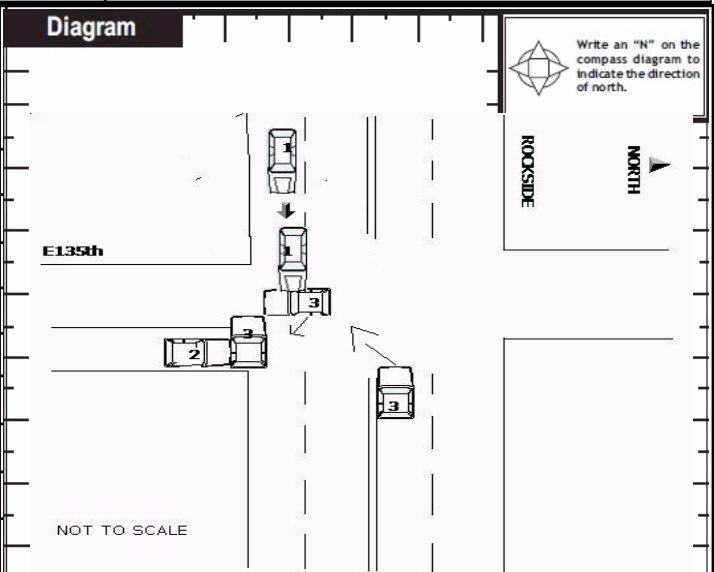 Diagram
Write an “N” on the
compass diagram to
indicate the direction
of north.
1
ROCKSIDE
NORTH
E135th
1
3
3
2
3
NOT TO SCALE